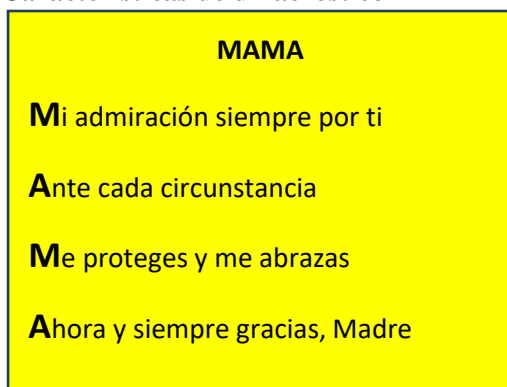 MAMA
Mi admiración siempre por ti
Ante cada circunstancia
Me proteges y me abrazas
Ahora y siempre gracias, Madre